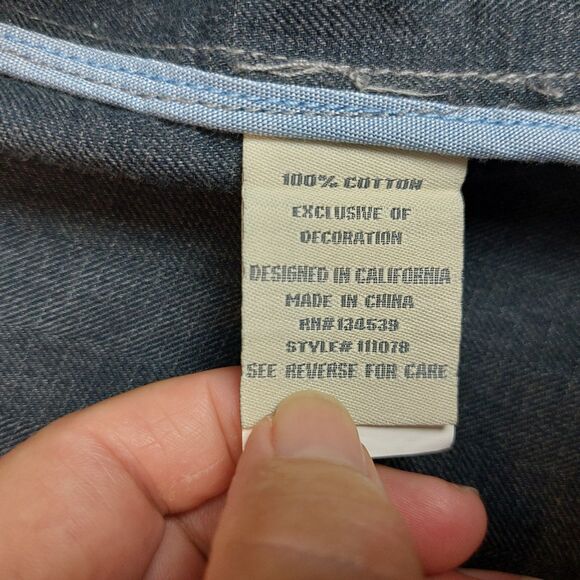 100% COTTON
EXCLUSIVE OF
DECORATION
DESIGNED IN CALIFORNIA
MADE IN CHINA
RN#134539
STYLE# 111078
SEE REVERSE FOR CARE